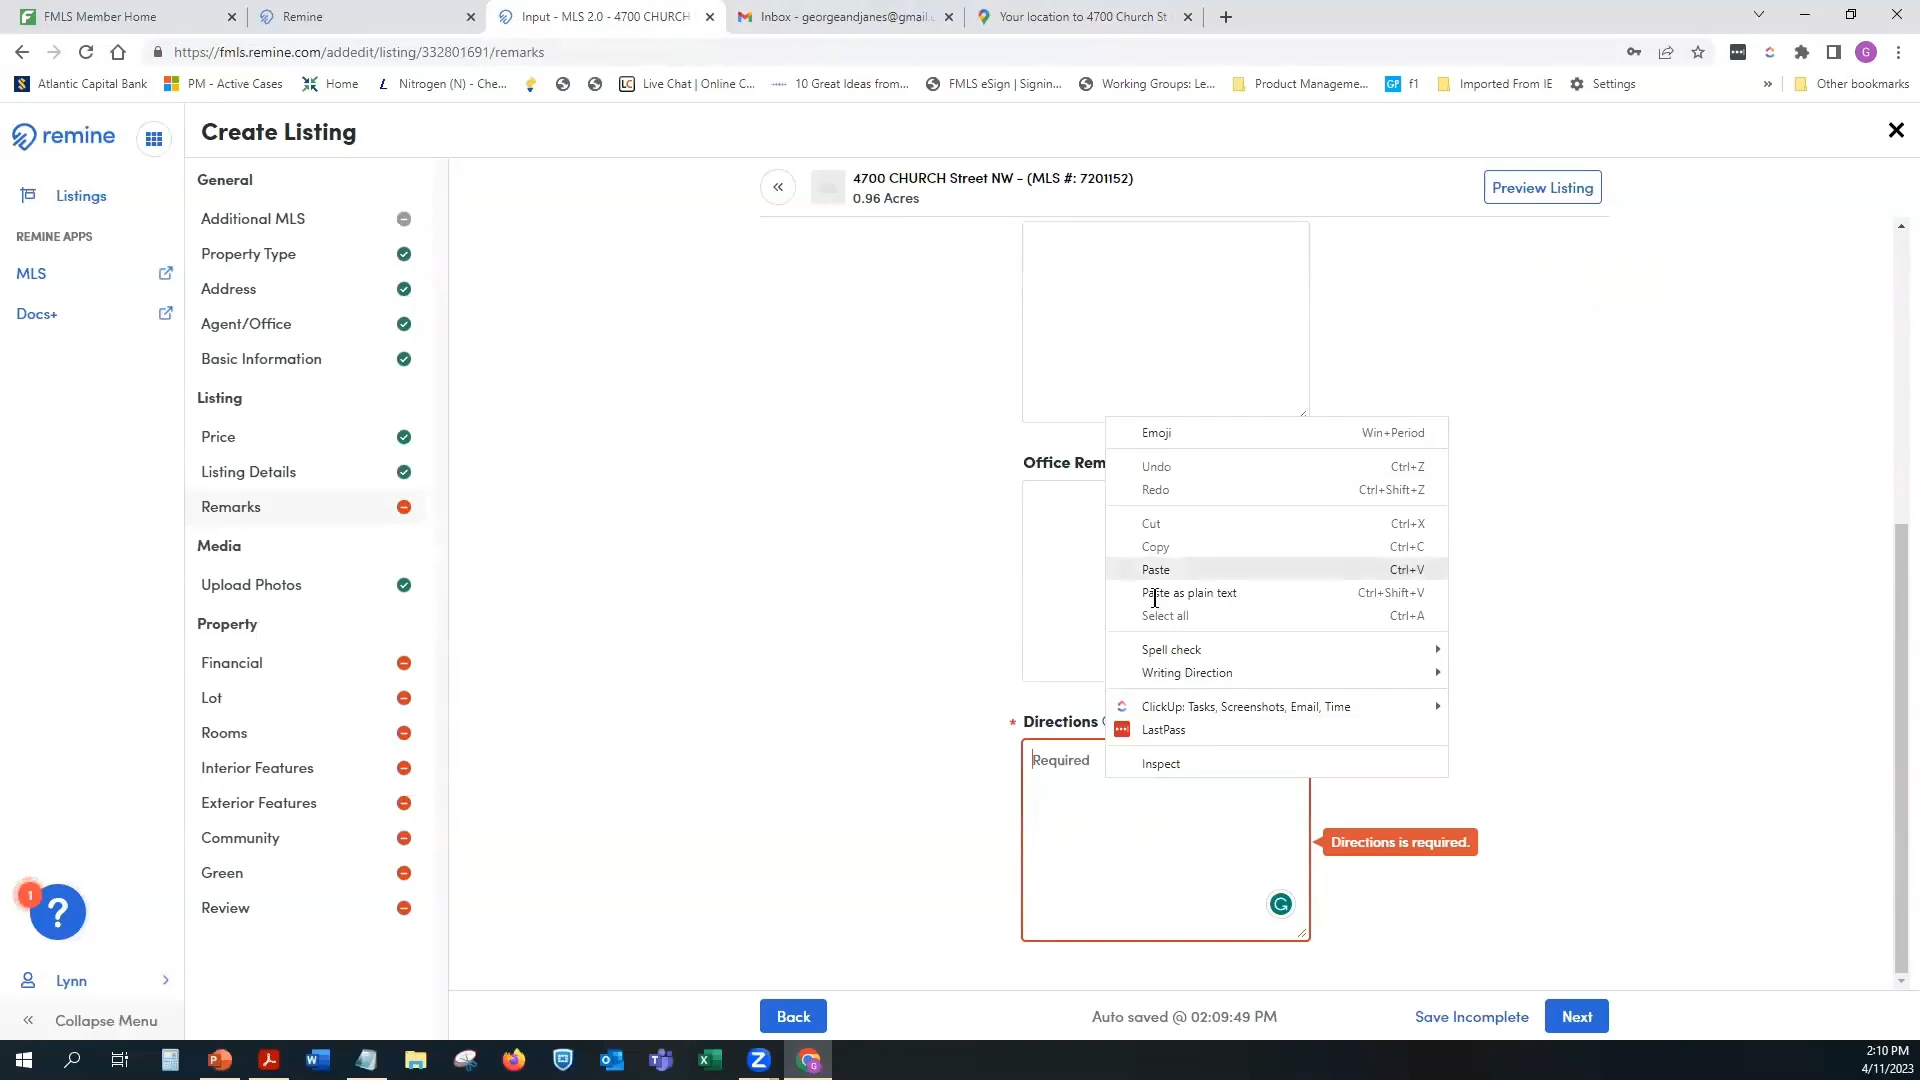 FMLS Member Home
Remine
Input - MLS 2.0 - 4700 CHURCH
Inbox - georgeandjanes@gmail.
Your location to 4700 Church St
https://fmls.remine.com/addedit/listing/332801691/remarks
G
Atlantic Capital Bank
PM - Active Cases
Home
Nitrogen (N) - Che...
LC Live Chat | Online C...
10 Great Ideas from...
FMLS eSign | Signin...
Working Groups: Le...
Product Manageme...
GP f1
Imported From IE
Settings
Other bookmarks
remine
Create Listing
Listings
REMINE APPS
MLS
Docs+
General
Additional MLS
Property Type
Address
Agent/Office
Basic Information
Listing
Price
Listing Details
Remarks
Media
Upload Photos
Property
Financial
Lot
Rooms
Interior Features
Exterior Features
Community
Green
Review
4700 CHURCH Street NW - (MLS #: 7201152)
0.96 Acres
Preview Listing
Office Rem
Emoji Win+Period
Undo Ctrl+Z
Redo Ctrl+Shift+Z
Cut Ctrl+X
Copy Ctrl+C
Paste Ctrl+V
Paste as plain text Ctrl+Shift+V
Select all Ctrl+A
Spell check
Writing Direction
ClickUp: Tasks, Screenshots, Email, Time
LastPass
Inspect
* Directions
Required
Directions is required.
1
?
Lynn
Collapse Menu
Back
Auto saved @ 02:09:49 PM
Save Incomplete
Next
2:10 PM
4/11/2023